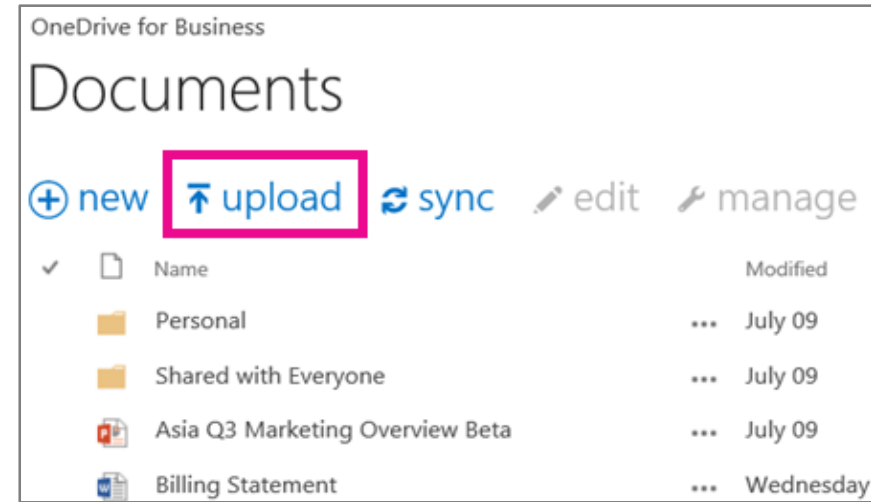 OneDrive for Business
Documents
new upload sync edit manage
Name Modified
Personal ... July 09
Shared with Everyone ... July 09
Asia Q3 Marketing Overview Beta ... July 09
Billing Statement ... Wednesday